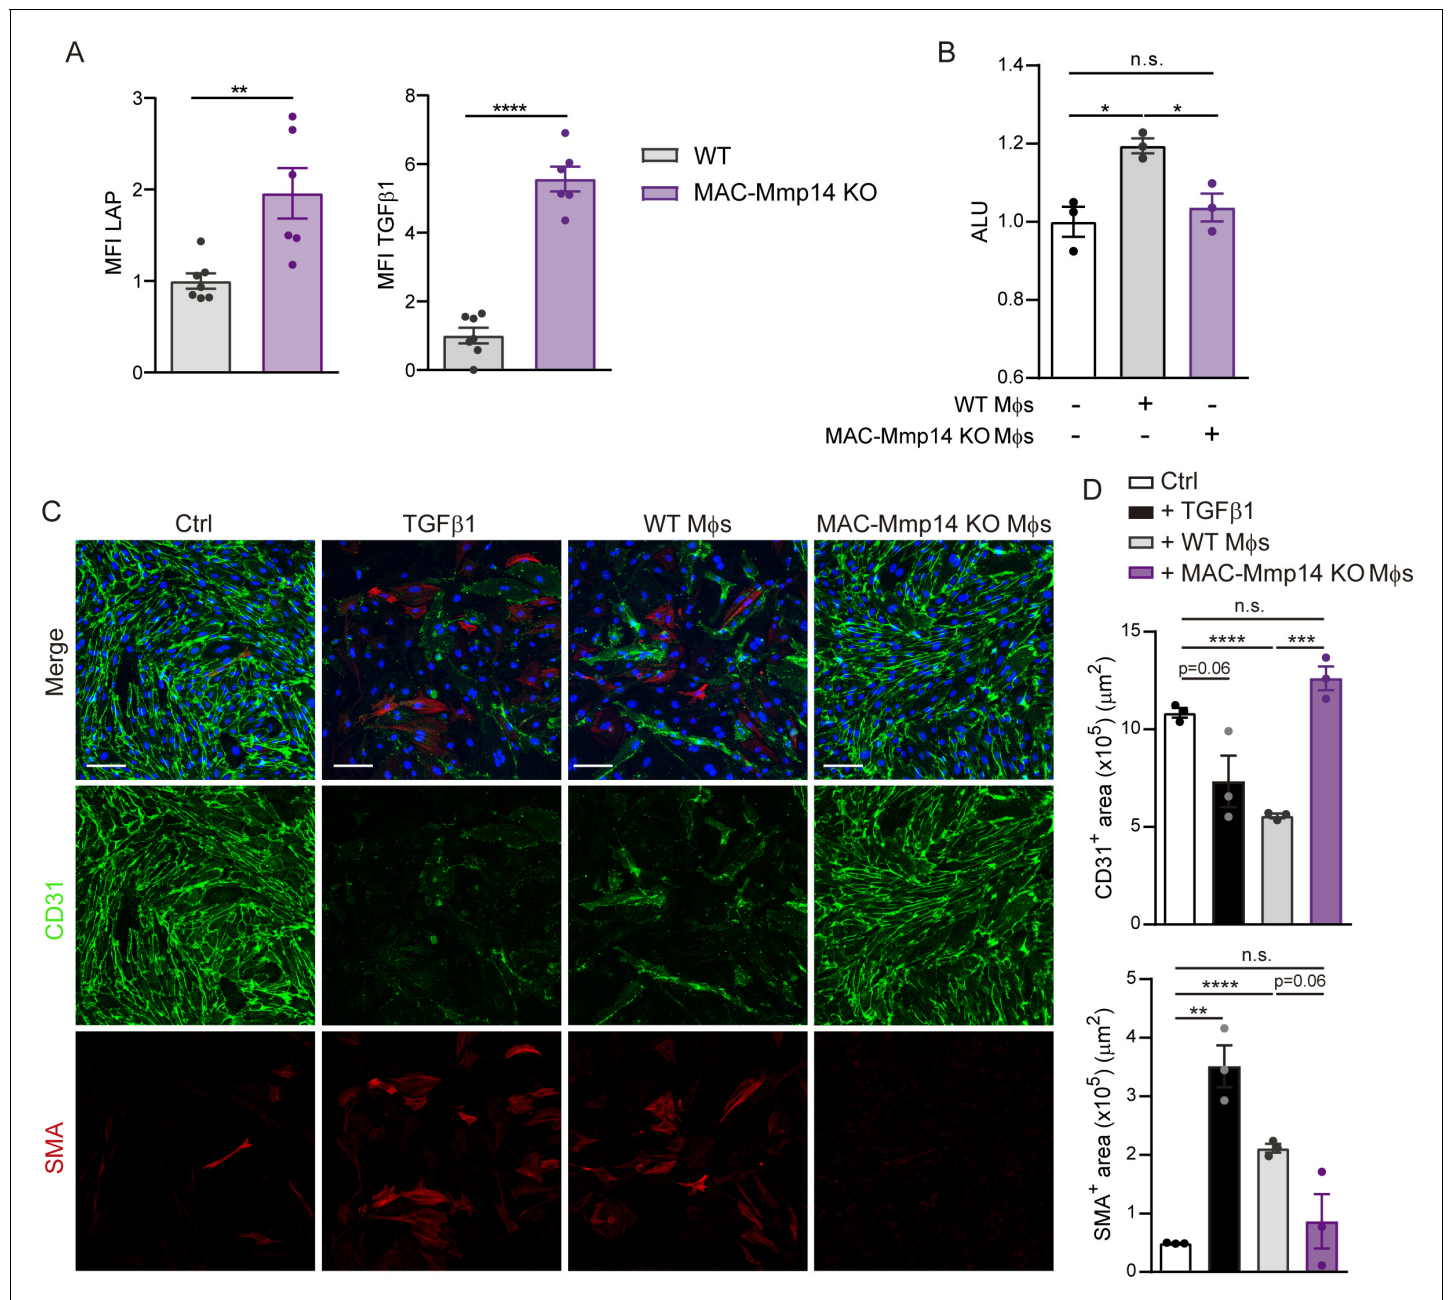 A
MFI LAP
3
2
1
0
**
MFI TGFβ1
8
6
4
2
0
****
WT
MAC-Mmp14 KO
B
ALU
1.4
1.2
1.0
0.8
0.6
n.s.
* *
WT Mϕs - + -
MAC-Mmp14 KO Mϕs - - +
C
Ctrl TGFβ1 WT Mϕs MAC-Mmp14 KO Mϕs
Merge
CD31
SMA
D
Ctrl
+ TGFβ1
+ WT Mϕs
+ MAC-Mmp14 KO Mϕs
n.s.
**** ***
p=0.06
CD31⁺ area (x10⁵) (μm²)
15
10
5
0
n.s.
**** p=0.06
**
SMA⁺ area (x10⁵) (μm²)
5
4
3
2
1
0